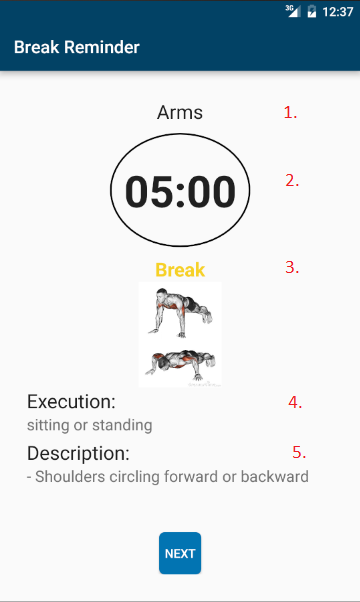 3G 12:37
Break Reminder
Arms 1.
05:00 2.
Break 3.
Execution: 4.
sitting or standing
Description: 5.
- Shoulders circling forward or backward
NEXT